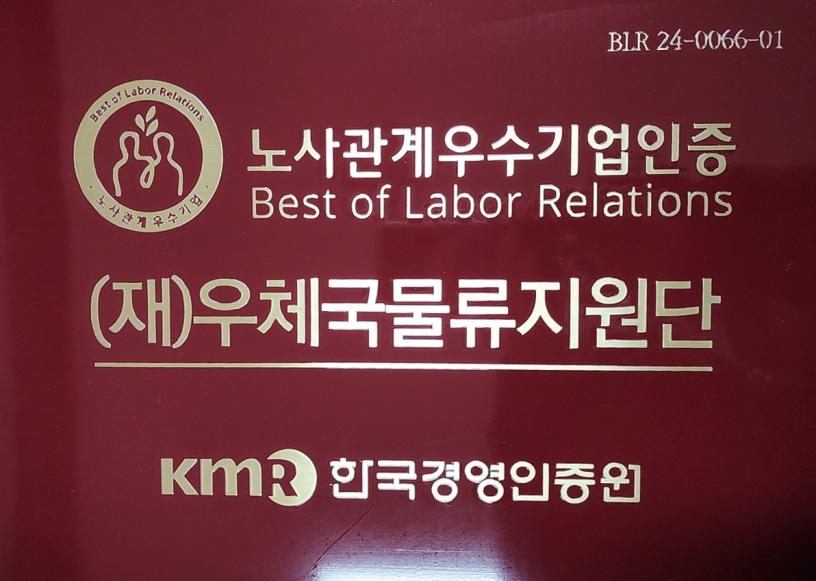 BLR 24-0066-01
Best of Labor Relations
· 노사관계우수기업 ·
노사관계우수기업인증
Best of Labor Relations
(재)우체국물류지원단
KMR 한국경영인증원